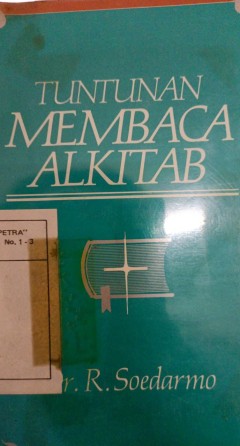 TUNTUNAN
MEMBACA
ALKITAB
PETRA"
No. 1 - 3
r. R. Soedarmo